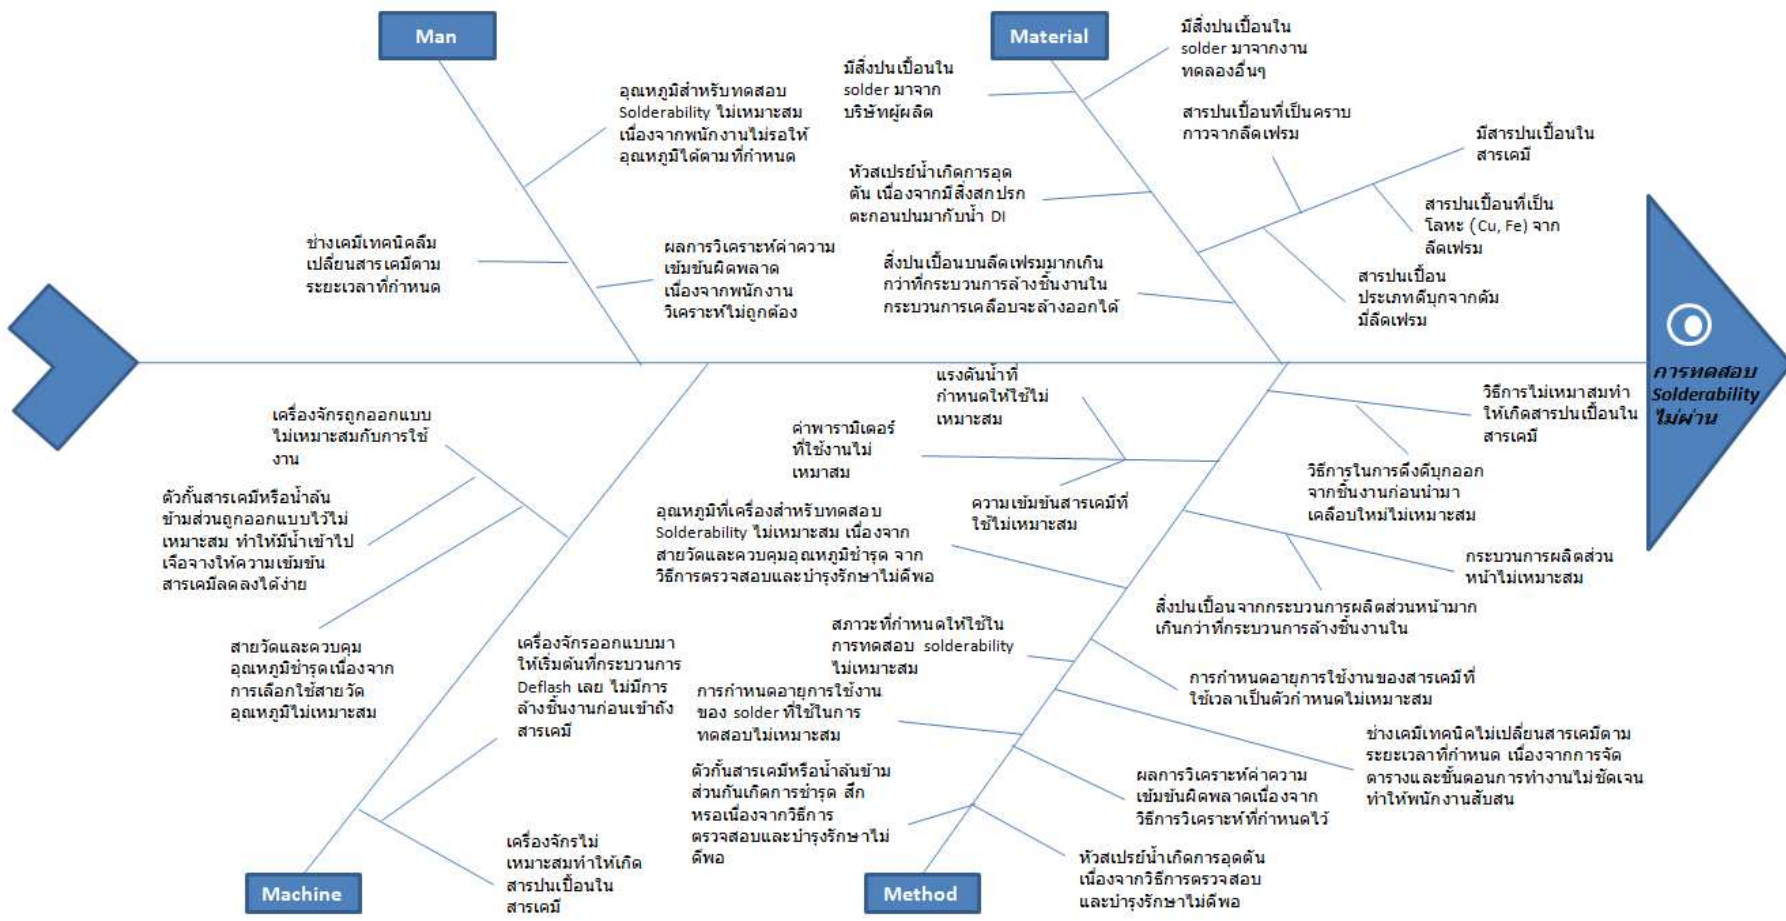 Man
Material
มีสิ่งปนเปื้อนใน
solder มาจากงาน
ทดลองอื่นๆ
มีสิ่งปนเปื้อนใน
solder มาจาก
บริษัทผู้ผลิต
อุณหภูมิสำหรับทดสอบ
Solderability ไม่เหมาะสม
เนื่องจากพนักงานไม่รอให้
อุณหภูมิได้ตามที่กำหนด
สารปนเปื้อนที่เป็นคราบ
กาวจากลีดเฟรม
มีสารปนเปื้อนใน
สารเคมี
หัวสเปรย์น้ำเกิดการอุด
ตัน เนื่องจากมีสิ่งสกปรก
ตะกอนปนมากับน้ำ DI
สารปนเปื้อนที่เป็น
โลหะ (Cu, Fe) จาก
ลีดเฟรม
ช่างเคมีเทคนิคลืม
เปลี่ยนสารเคมีตาม
ระยะเวลาที่กำหนด
ผลการวิเคราะห์ค่าความ
เข้มข้นผิดพลาด
เนื่องจากพนักงาน
วิเคราะห์ไม่ถูกต้อง
สิ่งปนเปื้อนบนลีดเฟรมมากเกิน
กว่าที่กระบวนการล้างชิ้นงานใน
กระบวนการเคลือบจะล้างออกได้
สารปนเปื้อน
ประเภทดีบุกจากดัม
มี่ลีดเฟรม
การทดสอบ
Solderability
ไม่ผ่าน
แรงดันน้ำที่
กำหนดให้ใช้ไม่
เหมาะสม
วิธีการไม่เหมาสมทำ
ให้เกิดสารปนเปื้อนใน
สารเคมี
เครื่องจักรถูกออกแบบ
ไม่เหมาะสมกับการใช้
งาน
ค่าพารามิเตอร์
ที่ใช้งานไม่
เหมาสม
วิธีการในการดึงดีบุกออก
จากชิ้นงานก่อนนำมา
เคลือบใหม่ไม่เหมาะสม
ตัวกั้นสารเคมีหรือน้ำล้น
ข้ามส่วนถูกออกแบบไว้ไม่
เหมาะสม ทำให้มีน้ำเข้าไป
เจือจางให้ความเข้มข้น
สารเคมีลดลงได้ง่าย
ความเข้มข้นสารเคมีที่
ใช้ไม่เหมาะสม
อุณหภูมิที่เครื่องสำหรับทดสอบ
Solderability ไม่เหมาะสม เนื่องจาก
สายวัดและควบคุมอุณหภูมิชำรุด จาก
วิธีการตรวจสอบและบำรุงรักษาไม่ดีพอ
กระบวนการผลิตส่วน
หน้าไม่เหมาะสม
สิ่งปนเปื้อนจากกระบวนการผลิตส่วนหน้ามาก
เกินกว่าที่กระบวนการล้างชิ้นงานใน
สายวัดและควบคุม
อุณหภูมิชำรุดเนื่องจาก
การเลือกใช้สายวัด
อุณหภูมิไม่เหมาะสม
เครื่องจักรออกแบบมา
ให้เริ่มต้นที่กระบวนการ
Deflash เลย ไม่มีการ
ล้างชิ้นงานก่อนเข้าถัง
สารเคมี
สภาวะที่กำหนดให้ใช้ใน
การทดสอบ solderability
ไม่เหมาะสม
การกำหนดอายุการใช้งานของสารเคมีที่
ใช้เวลาเป็นตัวกำหนดไม่เหมาะสม
การกำหนดอายุการใช้งาน
ของ solder ที่ใช้ในการ
ทดสอบไม่เหมาะสม
ช่างเคมีเทคนิคไม่เปลี่ยนสารเคมีตาม
ระยะเวลาที่กำหนด เนื่องจากการจัด
ตารางและขั้นตอนการทำงานไม่ชัดเจน
ทำให้พนักงานสับสน
ตัวกั้นสารเคมีหรือน้ำล้นข้าม
ส่วนกันเกิดการชำรุด สึก
หรอเนื่องจากวิธีการ
ตรวจสอบและบำรุงรักษาไม่
ดีพอ
ผลการวิเคราะห์ค่าความ
เข้มข้นผิดพลาดเนื่องจาก
วิธีการวิเคราะห์ที่กำหนดไว้
เครื่องจักรไม่
เหมาะสมทำให้เกิด
สารปนเปื้อนใน
สารเคมี
หัวสเปรย์น้ำเกิดการอุดตัน
เนื่องจากวิธีการตรวจสอบ
และบำรุงรักษาไม่ดีพอ
Machine
Method